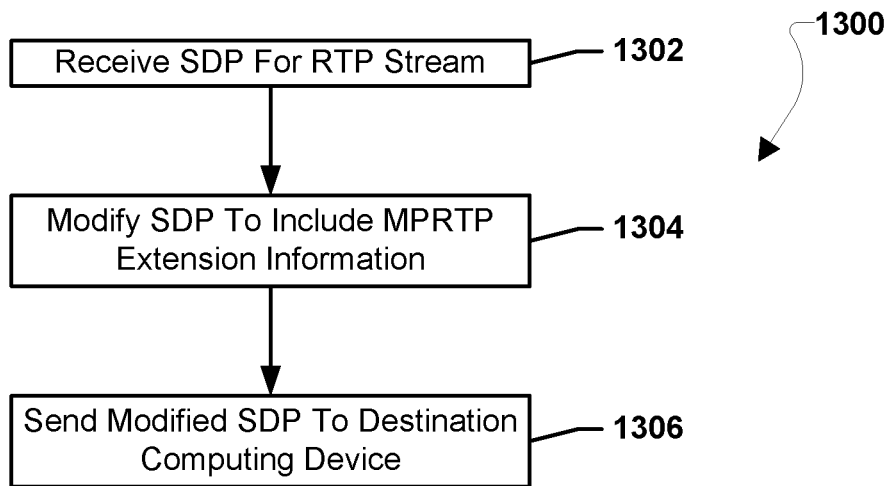 1300
Receive SDP For RTP Stream
1302
Modify SDP To Include MPRTP
Extension Information
1304
Send Modified SDP To Destination
Computing Device
1306